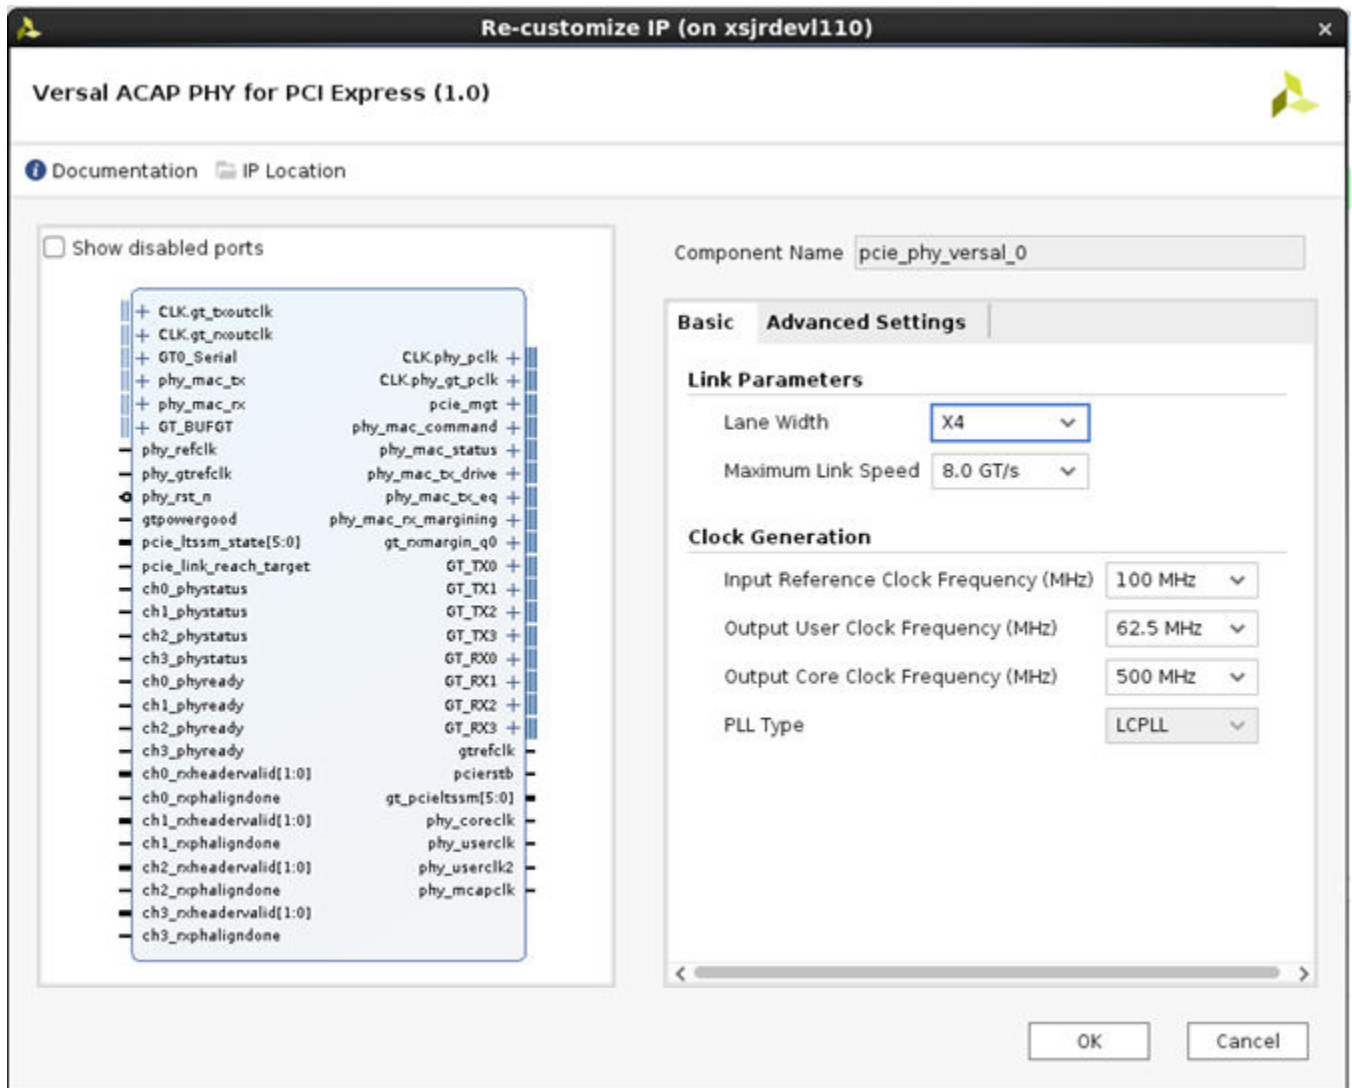 Re-customize IP (on xsjrdevl110)
Versal ACAP PHY for PCI Express (1.0)
Documentation IP Location
Show disabled ports
CLK.gt_txoutclk
CLK.gt_rxoutclk
GT0_Serial
phy_mac_tx
phy_mac_rx
GT_BUFGT
phy_refclk
phy_gtrefclk
phy_rst_n
gtpowergood
pcie_ltssm_state[5:0]
pcie_link_reach_target
ch0_phystatus
ch1_phystatus
ch2_phystatus
ch3_phystatus
ch0_phyready
ch1_phyready
ch2_phyready
ch3_phyready
ch0_rxheadervalid[1:0]
ch0_rxphaligndone
ch1_rxheadervalid[1:0]
ch1_rxphaligndone
ch2_rxheadervalid[1:0]
ch2_rxphaligndone
ch3_rxheadervalid[1:0]
ch3_rxphaligndone
CLK.phy_pclk
CLK.phy_gt_pclk
pcie_mgt
phy_mac_command
phy_mac_status
phy_mac_tx_drive
phy_mac_tx_eq
phy_mac_rx_margining
gt_rxmargin_q0
GT_TX0
GT_TX1
GT_TX2
GT_TX3
GT_RX0
GT_RX1
GT_RX2
GT_RX3
gtrefclk
pcierstb
gt_pcieltssm[5:0]
phy_coreclk
phy_userclk
phy_userclk2
phy_mcapclk
Component Name pcie_phy_versal_0
Basic Advanced Settings
Link Parameters
Lane Width X4
Maximum Link Speed 8.0 GT/s
Clock Generation
Input Reference Clock Frequency (MHz) 100 MHz
Output User Clock Frequency (MHz) 62.5 MHz
Output Core Clock Frequency (MHz) 500 MHz
PLL Type LCPLL
OK Cancel